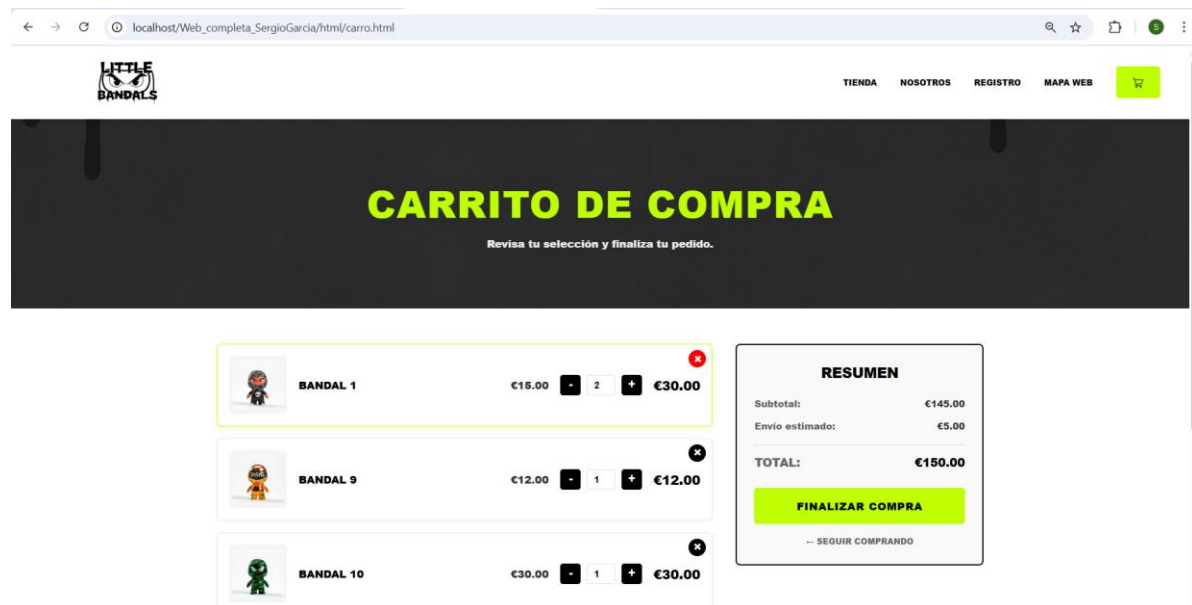 localhost/Web_completa_SergioGarcia/html/carro.html
S
LITTLE
BANDALS
TIENDA NOSOTROS REGISTRO MAPA WEB
CARRITO DE COMPRA
Revisa tu selección y finaliza tu pedido.
BANDAL 1 €15.00 - 2 + €30.00
BANDAL 9 €12.00 - 1 + €12.00
BANDAL 10 €30.00 - 1 + €30.00
RESUMEN
Subtotal: €145.00
Envío estimado: €5.00
TOTAL: €150.00
FINALIZAR COMPRA
← SEGUIR COMPRANDO